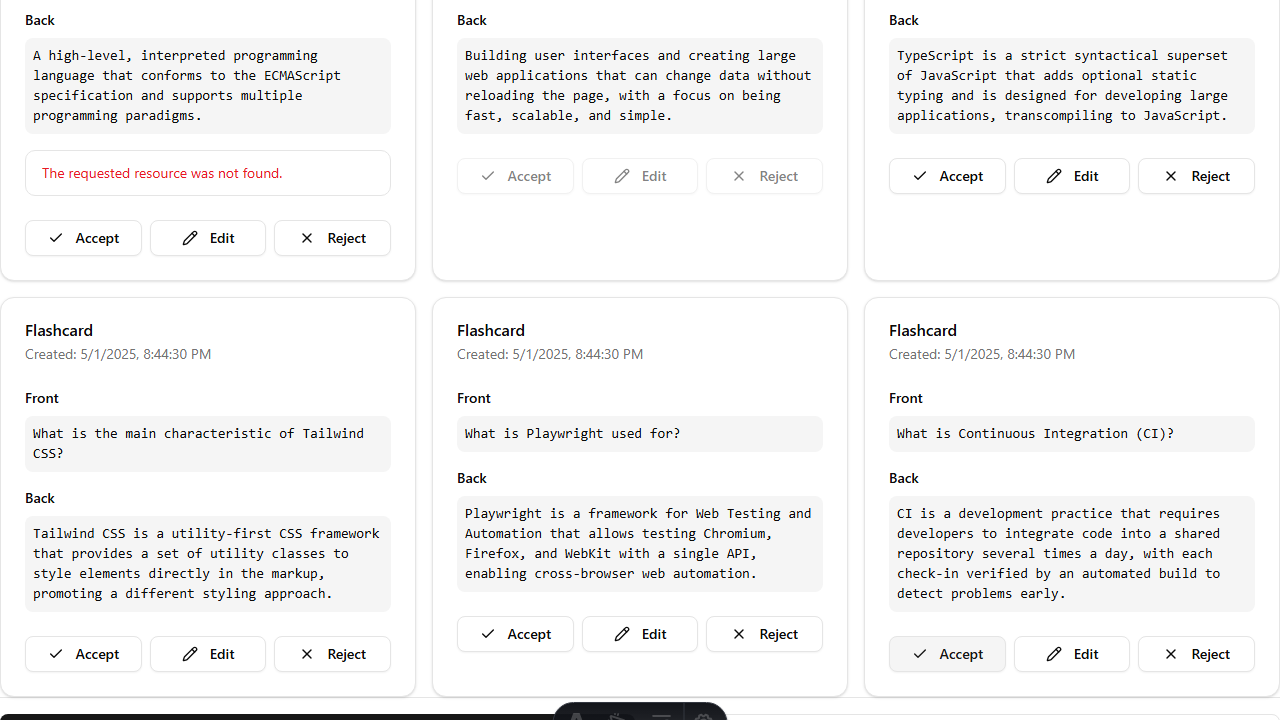 Back
A high-level, interpreted programming
language that conforms to the ECMAScript
specification and supports multiple
programming paradigms.
The requested resource was not found.
Accept
Edit
Reject
Back
Building user interfaces and creating large
web applications that can change data without
reloading the page, with a focus on being
fast, scalable, and simple.
Accept
Edit
Reject
Back
TypeScript is a strict syntactical superset
of JavaScript that adds optional static
typing and is designed for developing large
applications, transcompiling to JavaScript.
Accept
Edit
Reject
Flashcard
Created: 5/1/2025, 8:44:30 PM
Front
What is the main characteristic of Tailwind
CSS?
Back
Tailwind CSS is a utility-first CSS framework
that provides a set of utility classes to
style elements directly in the markup,
promoting a different styling approach.
Accept
Edit
Reject
Flashcard
Created: 5/1/2025, 8:44:30 PM
Front
What is Playwright used for?
Back
Playwright is a framework for Web Testing and
Automation that allows testing Chromium,
Firefox, and WebKit with a single API,
enabling cross-browser web automation.
Accept
Edit
Reject
Flashcard
Created: 5/1/2025, 8:44:30 PM
Front
What is Continuous Integration (CI)?
Back
CI is a development practice that requires
developers to integrate code into a shared
repository several times a day, with each
check-in verified by an automated build to
detect problems early.
Accept
Edit
Reject